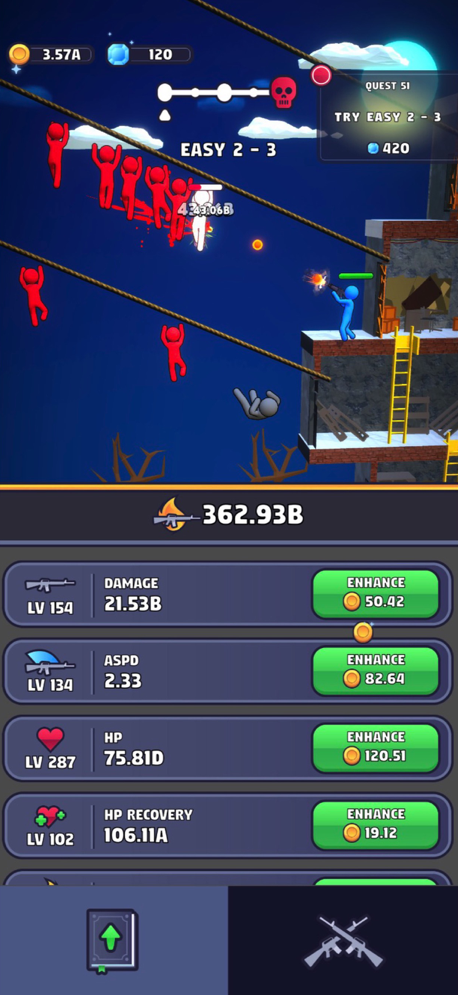 3.57A
120
QUEST 51
TRY EASY 2 - 3
420
EASY 2 - 3
43.06B
362.93B
DAMAGE
21.53B
LV 154
ENHANCE
50.42
ASPD
2.33
LV 134
ENHANCE
82.64
HP
75.81D
LV 287
ENHANCE
120.51
HP RECOVERY
106.11A
LV 102
ENHANCE
19.12